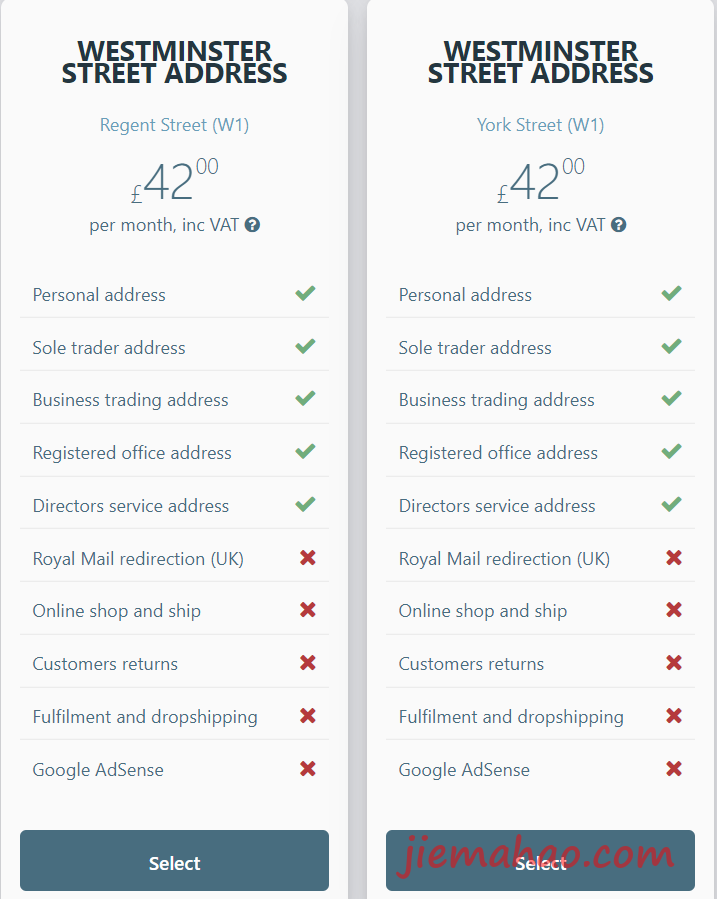 WESTMINSTER
STREET ADDRESS
Regent Street (W1)
£4200
per month, inc VAT ?
Personal address
Sole trader address
Business trading address
Registered office address
Directors service address
Royal Mail redirection (UK)
Online shop and ship
Customers returns
Fulfilment and dropshipping
Google AdSense
Select
WESTMINSTER
STREET ADDRESS
York Street (W1)
£4200
per month, inc VAT ?
Personal address
Sole trader address
Business trading address
Registered office address
Directors service address
Royal Mail redirection (UK)
Online shop and ship
Customers returns
Fulfilment and dropshipping
Google AdSense
Select
jiemahao.com